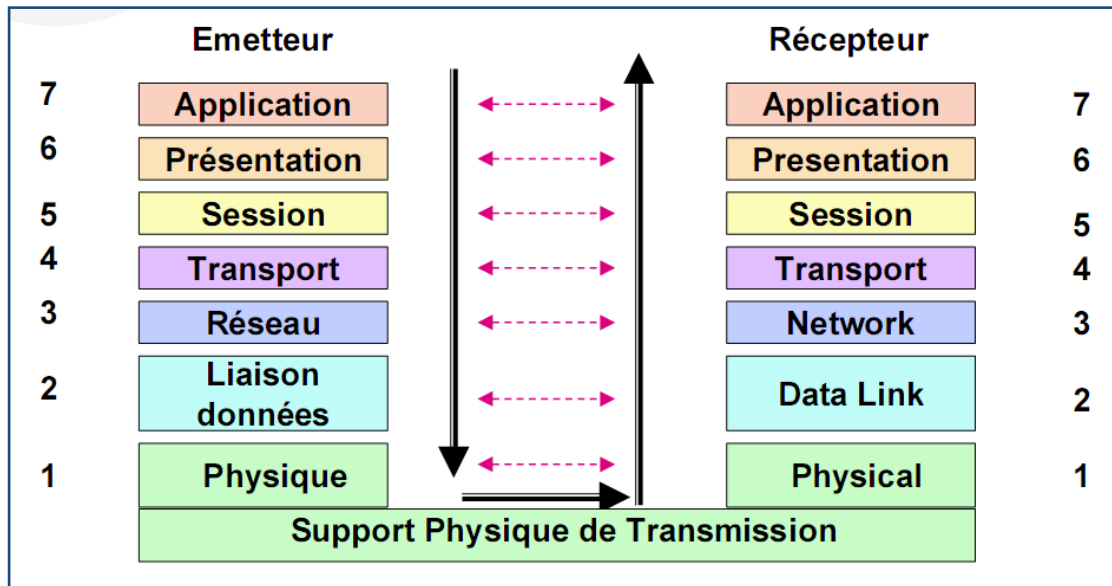 Emetteur Récepteur
7 Application Application 7
6 Présentation Presentation 6
5 Session Session 5
4 Transport Transport 4
3 Réseau Network 3
2 Liaison
données Data Link 2
1 Physique Physical 1
Support Physique de Transmission